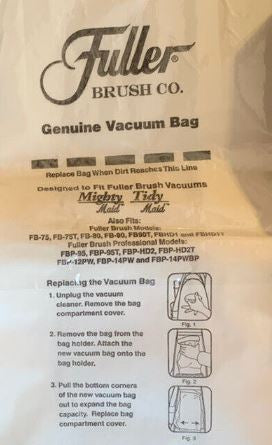 Fuller®
BRUSH CO.
Genuine Vacuum Bag
Replace Bag When Dirt Reaches This Line
Designed to Fit Fuller Brush Vacuums
Mighty Tidy
Maid Maid
Also Fits:
Fuller Brush Models:
FB-75, FB-75T, FB-80, FB-90, FB90T, FBHD1 and
Fuller Brush Professional Models:
FBP-95, FBP-95T, FBP-HD2, FBP-HD2T
FBP-12PW, FBP-14PW and FBP-14PWBP
Replacing the Vacuum Bag
1. Unplug the vacuum
cleaner. Remove the bag
compartment cover.
Fig. 1
2. Remove the bag from the
bag holder. Attach the
new vacuum bag onto the
bag holder.
Fig. 2
3. Pull the bottom corners
of the new vacuum bag
out to expand the bag
capacity. Replace bag
compartment cover.
Fig. 3